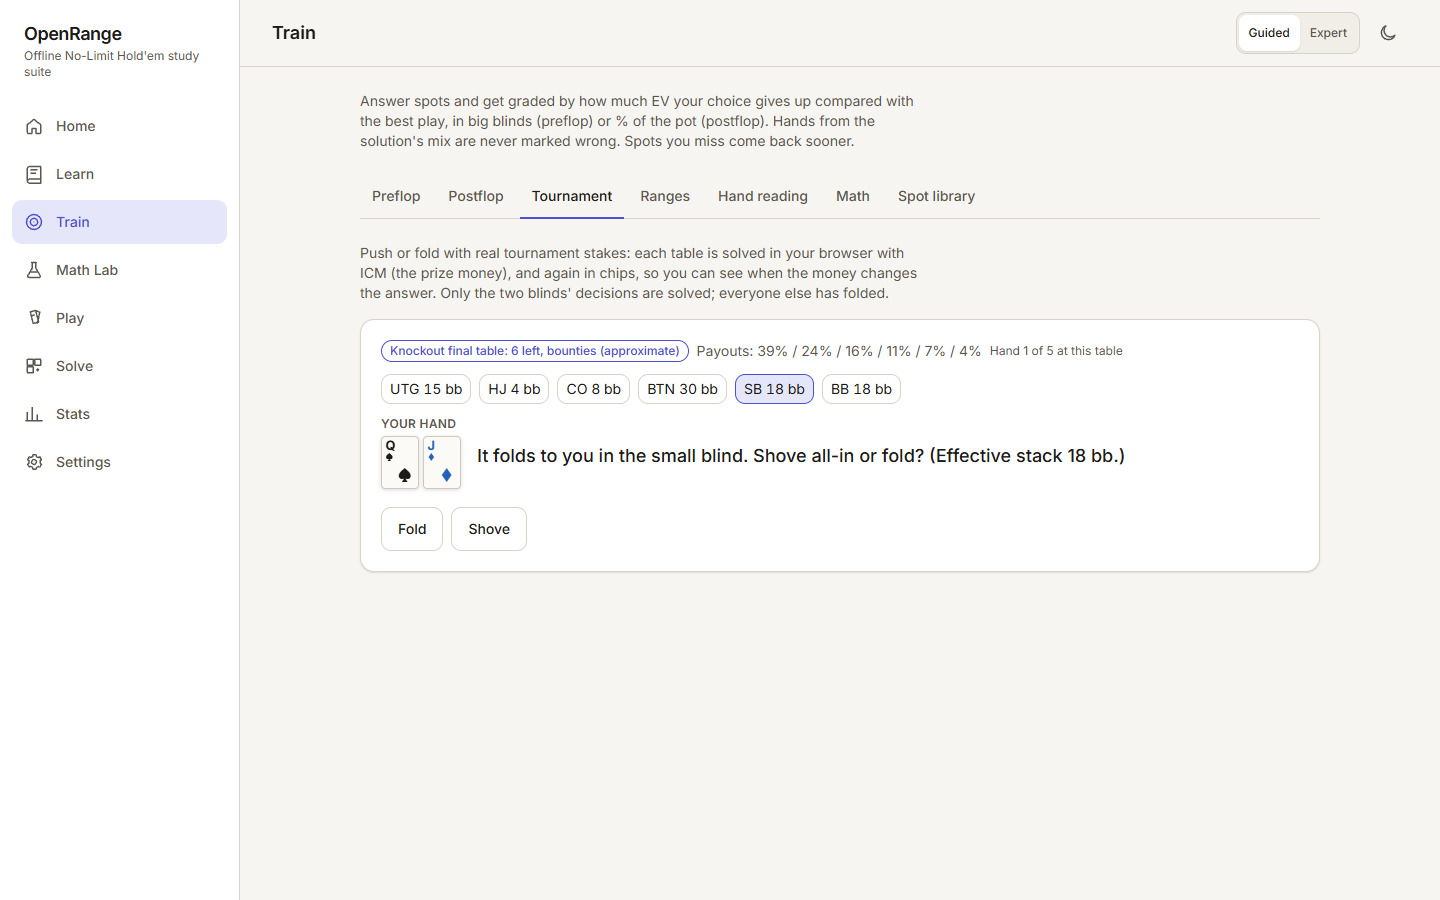 OpenRange
Offline No-Limit Hold'em study
suite
Home
Learn
Train
Math Lab
Play
Solve
Stats
Settings
Train
Guided
Expert
Answer spots and get graded by how much EV your choice gives up compared with
the best play, in big blinds (preflop) or % of the pot (postflop). Hands from the
solution's mix are never marked wrong. Spots you miss come back sooner.
Preflop
Postflop
Tournament
Ranges
Hand reading
Math
Spot library
Push or fold with real tournament stakes: each table is solved in your browser with
ICM (the prize money), and again in chips, so you can see when the money changes
the answer. Only the two blinds' decisions are solved; everyone else has folded.
Knockout final table: 6 left, bounties (approximate)
Payouts: 39% / 24% / 16% / 11% / 7% / 4%
Hand 1 of 5 at this table
UTG 15 bb
HJ 4 bb
CO 8 bb
BTN 30 bb
SB 18 bb
BB 18 bb
YOUR HAND
Q
J
It folds to you in the small blind. Shove all-in or fold? (Effective stack 18 bb.)
Fold
Shove